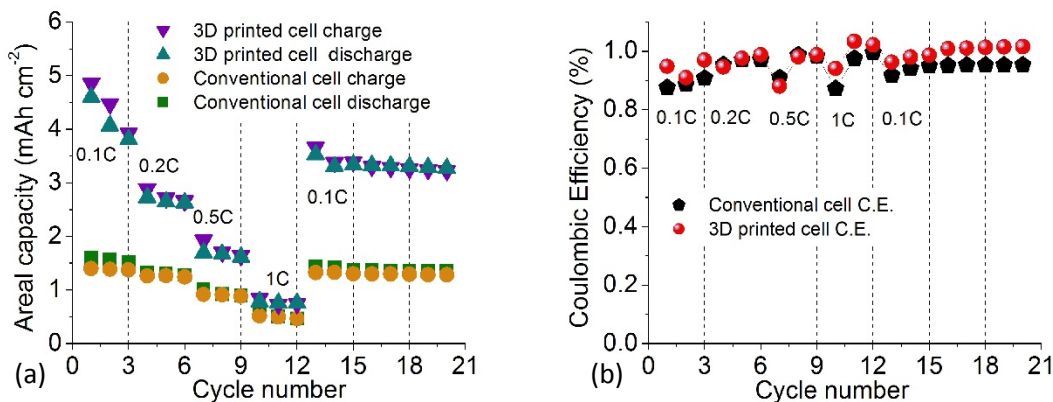 3D printed cell charge
3D printed cell discharge
Conventional cell charge
Conventional cell discharge
Areal capacity (mAh cm-2)
6
5
4
3
2
1
0
0.1C
0.2C
0.5C
1C
0.1C
0 3 6 9 12 15 18 21
Cycle number
(a)
Coulombic Efficiency (%)
1.0
0.8
0.6
0.4
0.2
0.0
0.1C 0.2C 0.5C 1C 0.1C
Conventional cell C.E.
3D printed cell C.E.
0 3 6 9 12 15 18 21
Cycle number
(b)